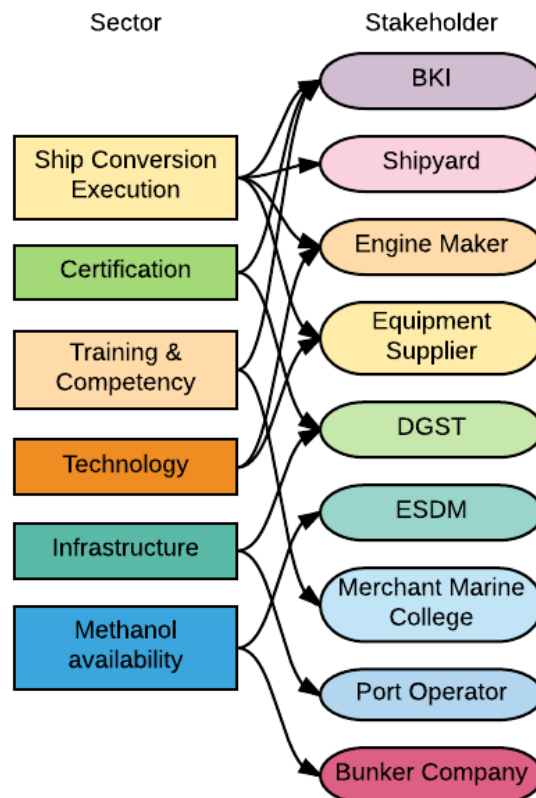 Sector
Stakeholder
BKI
Ship Conversion
Execution
Shipyard
Engine Maker
Certification
Equipment
Supplier
Training &
Competency
DGST
Technology
ESDM
Infrastructure
Merchant Marine
College
Methanol
availability
Port Operator
Bunker Company